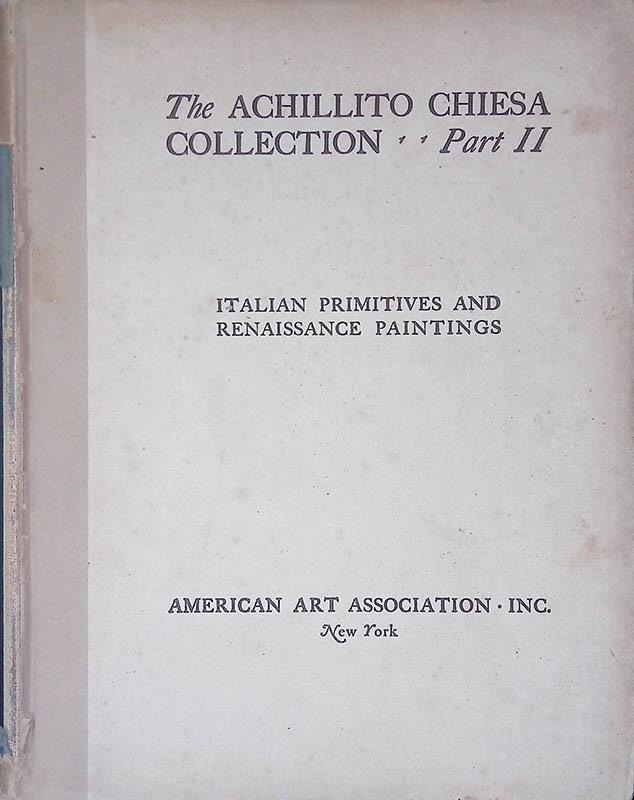 The ACHILLITO CHIESA
COLLECTION ′ ′ Part II
ITALIAN PRIMITIVES AND
RENAISSANCE PAINTINGS
AMERICAN ART ASSOCIATION · INC.
New York